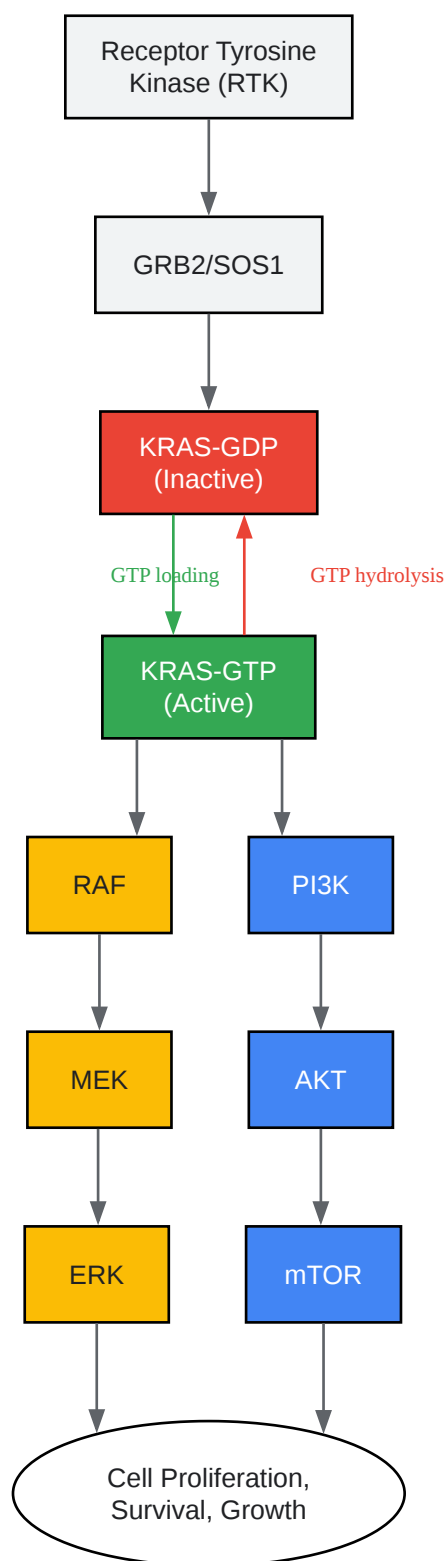 Receptor Tyrosine
Kinase (RTK)
GRB2/SOS1
KRAS-GDP
(Inactive)
GTP loading
GTP hydrolysis
KRAS-GTP
(Active)
RAF
PI3K
MEK
AKT
ERK
mTOR
Cell Proliferation,
Survival, Growth